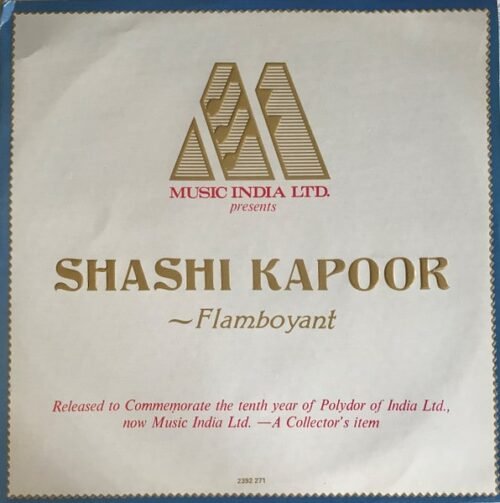 MUSIC INDIA LTD.
presents
SHASHI KAPOOR
~Flamboyant
Released to Commemorate the tenth year of Polydor of India Ltd.,
now Music India Ltd. —A Collector's item
2392 271